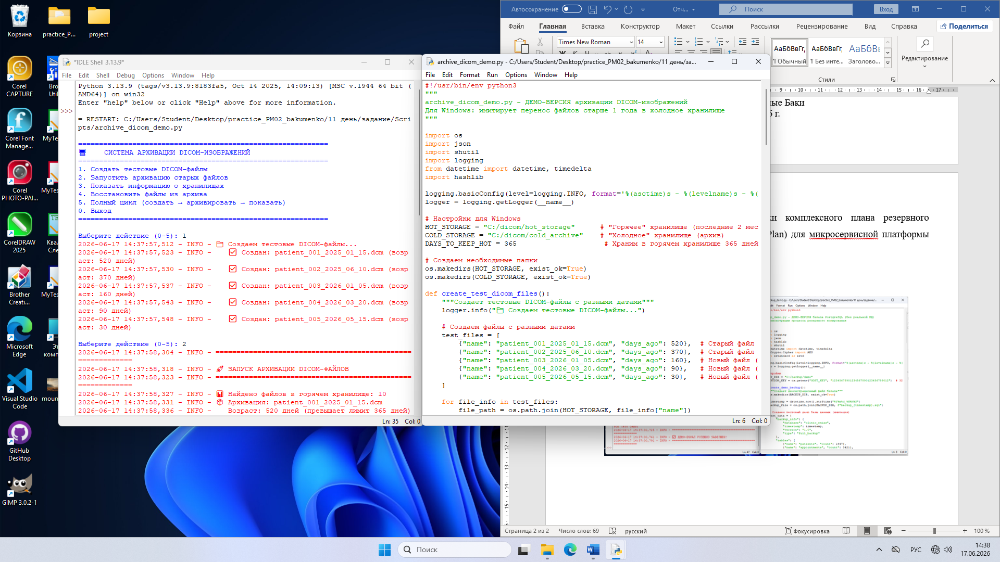 Корзина
practice_P...
project
Corel
CAPTURE
Bro
Util
Corel Font
Manage...
MyTe
Corel
PHOTO-PAI...
MyTes
CorelDRAW
2025
Ква
Сле
Brother
Creati...
MyTes
Microsoft
Edge
Эт
комп
Visual Studio
Code
moun
GitHub
Desktop
GIMP 3.0.2-1
*IDLE Shell 3.13.9*
File Edit Shell Debug Options Window Help
Python 3.13.9 (tags/v3.13.9:8183fa5, Oct 14 2025, 14:09:13) [MSC v.1944 64 bit (
AMD64)] on win32
Enter "help" below or click "Help" above for more information.
>>>
= RESTART: C:/Users/Student/Desktop/practice_PM02_bakumenko/11 день/задание/Scri
pts/archive_dicom_demo.py
============================================================
СИСТЕМА АРХИВАЦИИ DICOM-ИЗОБРАЖЕНИЙ
============================================================
1. Создать тестовые DICOM-файлы
2. Запустить архивацию старых файлов
3. Показать информацию о хранилищах
4. Восстановить файлы из архива
5. Полный цикл (создать → архивировать → показать)
0. Выход
============================================================
Выберите действие (0-5): 1
2026-06-17 14:37:57,512 - INFO - 📁 Создаем тестовые DICOM-файлы...
2026-06-17 14:37:57,523 - INFO - ✅ Создан: patient_001_2025_01_15.dcm (возр
аст: 520 дней)
2026-06-17 14:37:57,530 - INFO - ✅ Создан: patient_002_2025_06_10.dcm (возр
аст: 370 дней)
2026-06-17 14:37:57,537 - INFO - ✅ Создан: patient_003_2026_01_05.dcm (возр
аст: 160 дней)
2026-06-17 14:37:57,543 - INFO - ✅ Создан: patient_004_2026_03_20.dcm (возр
аст: 90 дней)
2026-06-17 14:37:57,548 - INFO - ✅ Создан: patient_005_2026_05_15.dcm (возр
аст: 30 дней)
Выберите действие (0-5): 2
2026-06-17 14:37:58,304 - INFO - ===============================================
=============
2026-06-17 14:37:58,318 - INFO - 🚀 ЗАПУСК АРХИВАЦИИ DICOM-ФАЙЛОВ
2026-06-17 14:37:58,323 - INFO - ===============================================
=============
2026-06-17 14:37:58,327 - INFO - 📊 Найдено файлов в горячем хранилище: 10
2026-06-17 14:37:58,331 - INFO - 📦 Архивация: patient_001_2025_01_15.dcm
2026-06-17 14:37:58,336 - INFO - Возраст: 520 дней (превышает лимит 365 дней)
Ln: 35 Col: 0
archive_dicom_demo.py - C:/Users/Student/Desktop/practice_PM02_bakumenko/11 день/за...
File Edit Format Run Options Window Help
#!/usr/bin/env python3
"""
archive_dicom_demo.py - ДЕМО-ВЕРСИЯ архивации DICOM-изображений
Для Windows: имитирует перенос файлов старше 1 года в холодное хранилище
"""
import os
import json
import shutil
import logging
from datetime import datetime, timedelta
import hashlib
logging.basicConfig(level=logging.INFO, format='%(asctime)s - %(levelname)s - %(
logger = logging.getLogger(__name__)
# Настройки для Windows
HOT_STORAGE = "C:/dicom/hot_storage" # "Горячее" хранилище (последние 2 мес
COLD_STORAGE = "C:/dicom/cold_archive" # "Холодное" хранилище (архив)
DAYS_TO_KEEP_HOT = 365 # Храним в горячем хранилище 365 дней
# Создаем необходимые папки
os.makedirs(HOT_STORAGE, exist_ok=True)
os.makedirs(COLD_STORAGE, exist_ok=True)
def create_test_dicom_files():
"""Создает тестовые DICOM-файлы с разными датами"""
logger.info("📁 Создаем тестовые DICOM-файлы...")
# Создаем файлы с разными датами
test_files = [
{"name": "patient_001_2025_01_15.dcm", "days_ago": 520}, # Старый файл
{"name": "patient_002_2025_06_10.dcm", "days_ago": 370}, # Старый файл
{"name": "patient_003_2026_01_05.dcm", "days_ago": 160}, # Новый файл (
{"name": "patient_004_2026_03_20.dcm", "days_ago": 90}, # Новый файл (
{"name": "patient_005_2026_05_15.dcm", "days_ago": 30}, # Новый файл (
]
for file_info in test_files:
file_path = os.path.join(HOT_STORAGE, file_info["name"])
Ln: 6 Col: 0
Автосохранение
Отч...
Поиск
Вход
Файл Главная Вставка Конструктор Макет Ссылки Рассылки Рецензирование Вид Справка
Поделиться
Times New Roman
14
АаБбВвГг,
АаБбВвГг,
АаБбВв
¶ Обычный
¶ Без инте...
Заголово...
Стили
Редактирование
9 10 11 12 13 14 15 16 17
ые Баки
6 г.
ки комплексного плана резервного
Plan) для микросервисной платформы
Страница 2 из 2
Число слов: 69
русский
Фокусировка
100 %
Поиск
РУС
14:38
17.06.2026